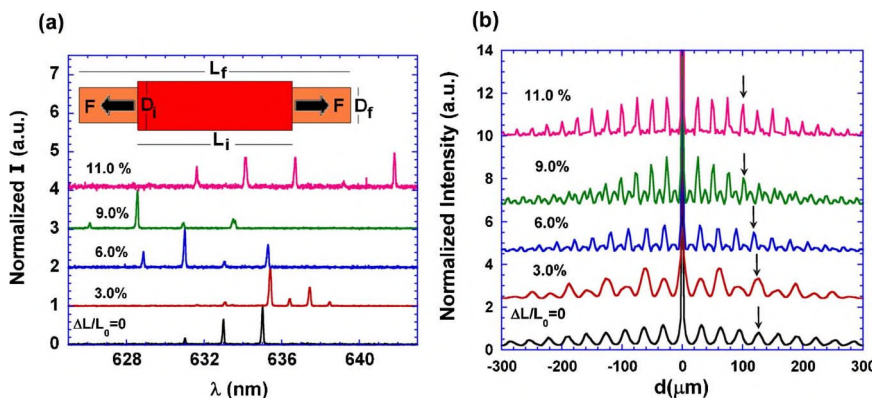 (a)
7
6
5
4
3
2
1
0
Normalized I (a.u.)
L_f
F
D_i
F
D_f
L_i
11.0 %
9.0%
6.0%
3.0%
ΔL/L_0=0
628
632
636
640
λ (nm)
(b)
14
12
10
8
6
4
2
0
Normalized Intensity (a.u.)
11.0 %
9.0%
6.0%
3.0%
ΔL/L_0=0
-300 -200 -100 0 100 200 300
d(μm)